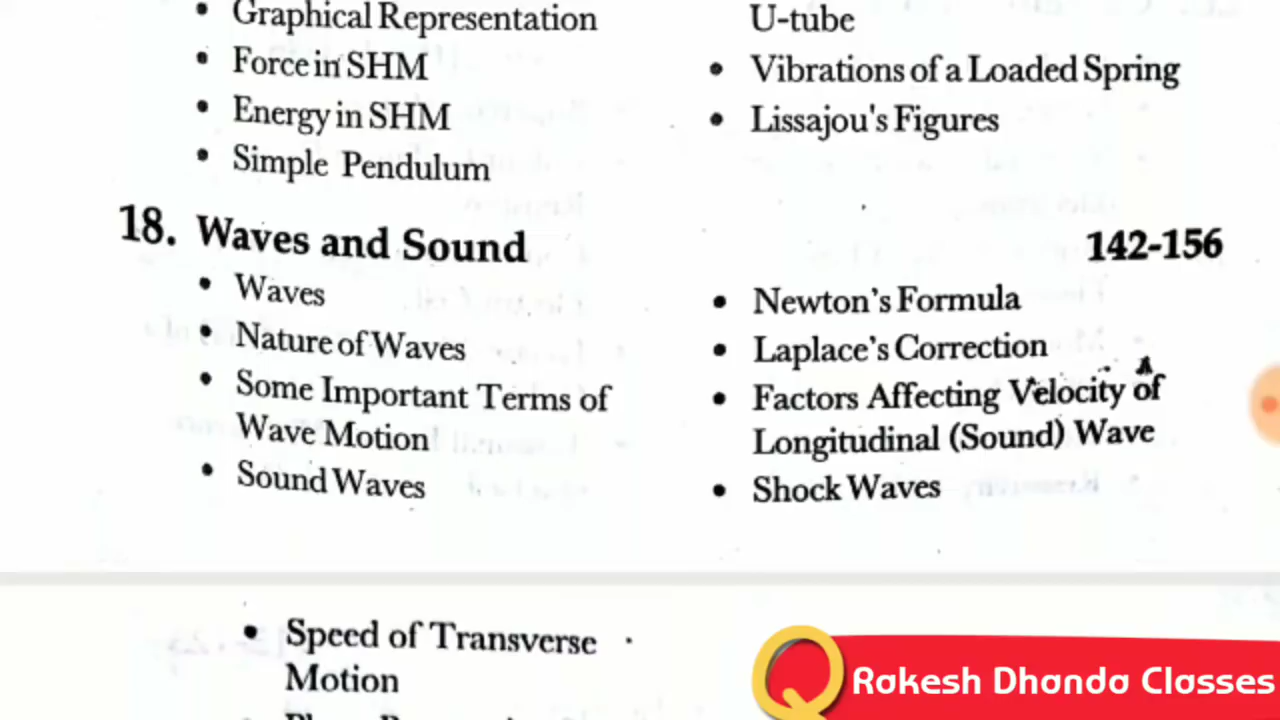 • Graphical Representation
• Force in SHM
• Energy in SHM
• Simple Pendulum
U-tube
• Vibrations of a Loaded Spring
• Lissajou's Figures
18. Waves and Sound 142-156
• Waves
• Nature of Waves
• Some Important Terms of
Wave Motion
• Sound Waves
• Newton's Formula
• Laplace's Correction
• Factors Affecting Velocity of A
Longitudinal (Sound) Wave
• Shock Waves
• Speed of Transverse
Motion
Rakesh Dhanda Classes